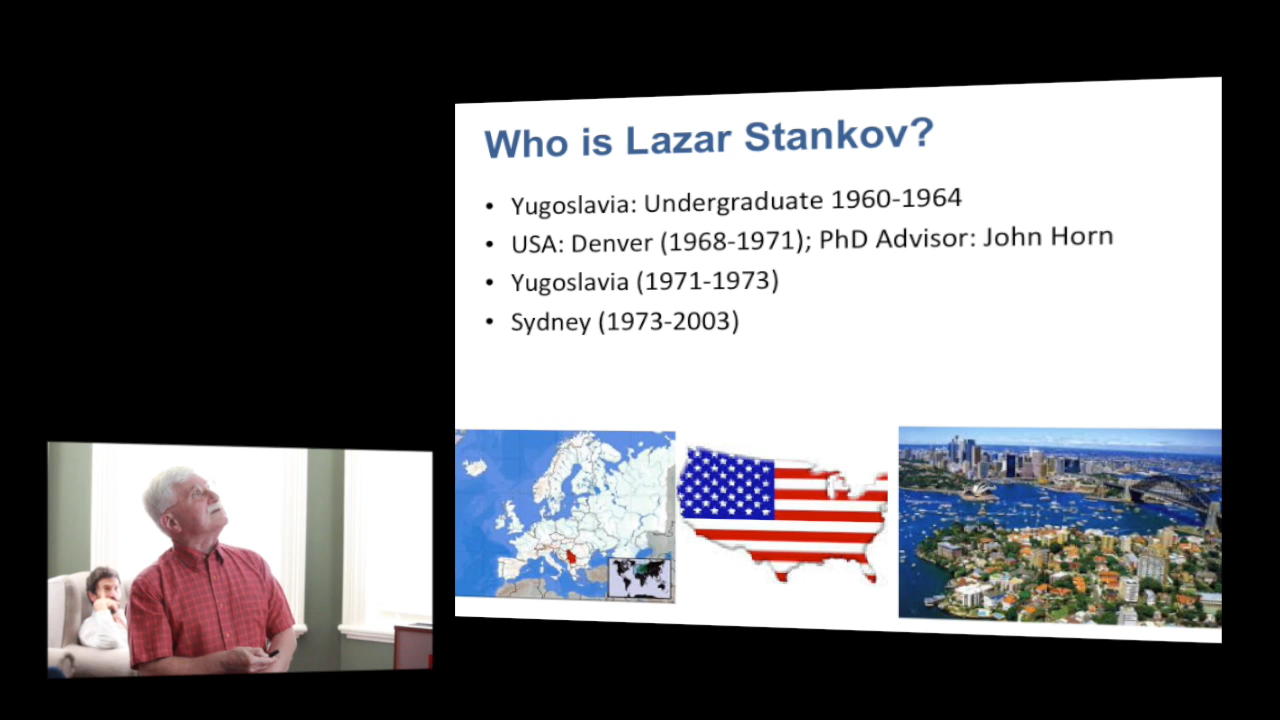 Who is Lazar Stankov?
• Yugoslavia: Undergraduate 1960-1964
• USA: Denver (1968-1971); PhD Advisor: John Horn
• Yugoslavia (1971-1973)
• Sydney (1973-2003)